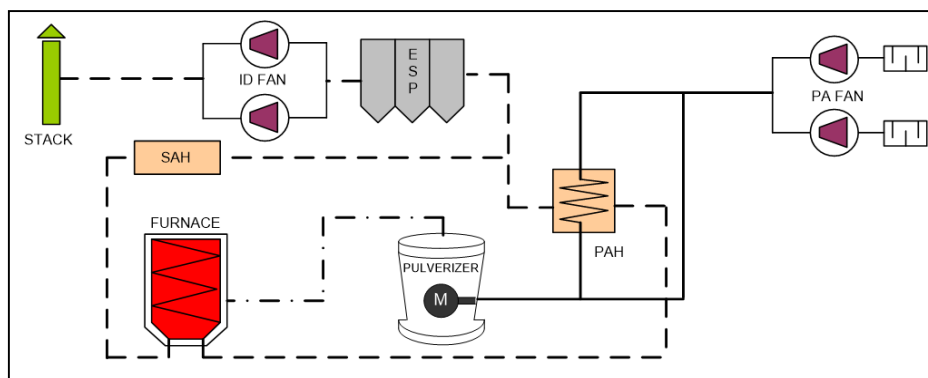 E
S
P
ID FAN
PA FAN
STACK
SAH
FURNACE
PAH
PULVERIZER
M